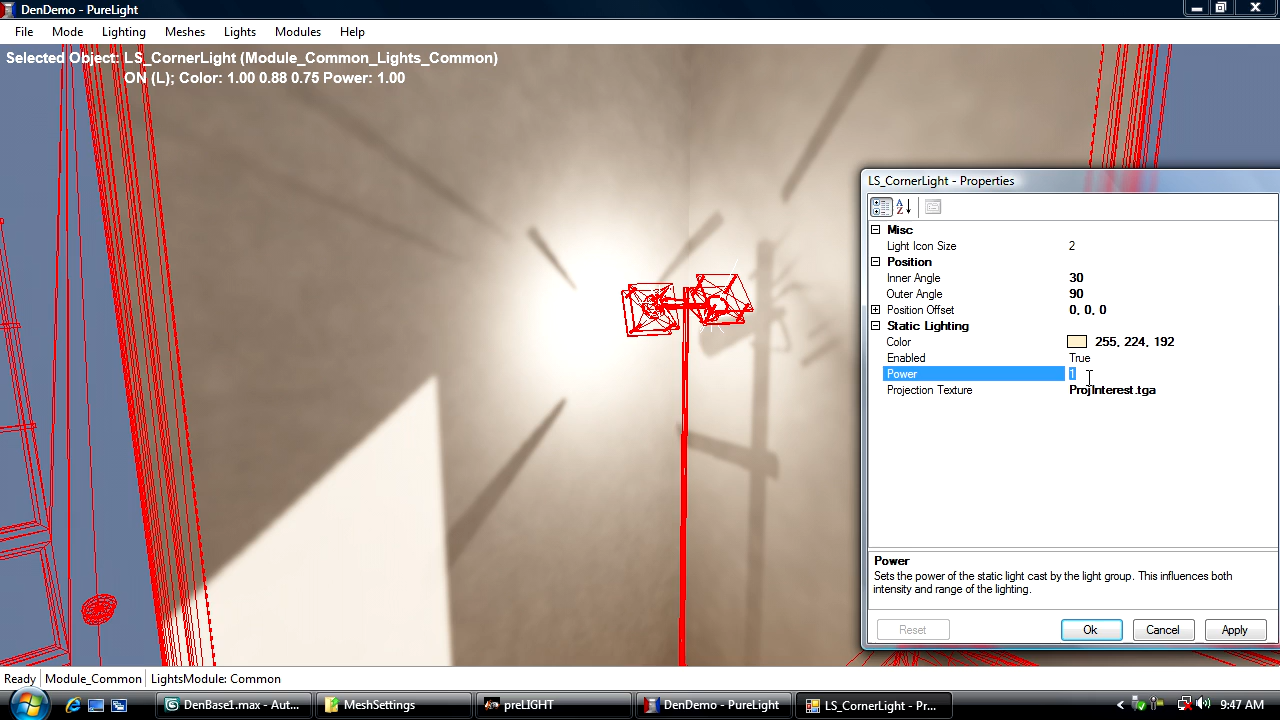 DenDemo - PureLight
File Mode Lighting Meshes Lights Modules Help
Selected Object: LS_CornerLight (Module_Common_Lights_Common)
ON (L); Color: 1.00 0.88 0.75 Power: 1.00
LS_CornerLight - Properties
A
Z
Misc
Light Icon Size 2
Position
Inner Angle 30
Outer Angle 90
Position Offset 0, 0, 0
Static Lighting
Color 255, 224, 192
Enabled True
Power 1
Projection Texture ProjInterest.tga
Power
Sets the power of the static light cast by the light group. This influences both
intensity and range of the lighting.
Reset Ok Cancel Apply
Ready Module_Common LightsModule: Common
DenBase1.max - Aut... MeshSettings preLIGHT DenDemo - PureLight LS_CornerLight - Pr... 9:47 AM